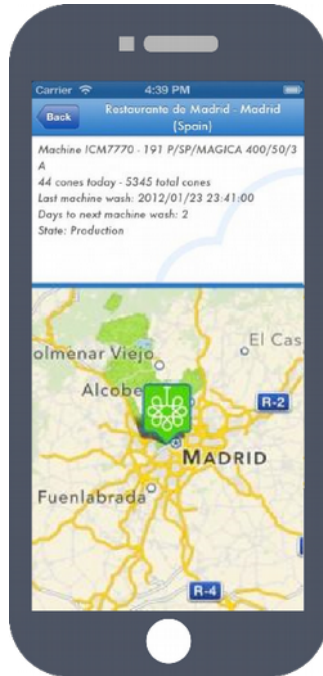 Carrier 4:39 PM
Back
Restaurante de Madrid - Madrid
(Spain)
Machine ICM7770 - 191 P/SP/MAGICA 400/50/3
A
44 cones today - 5345 total cones
Last machine wash: 2012/01/23 23:41:00
Days to next machine wash: 2
State: Production
olmenar Viejo
El Cas
Alcobe
R-2
MADRID
Fuenlabrada
R-4